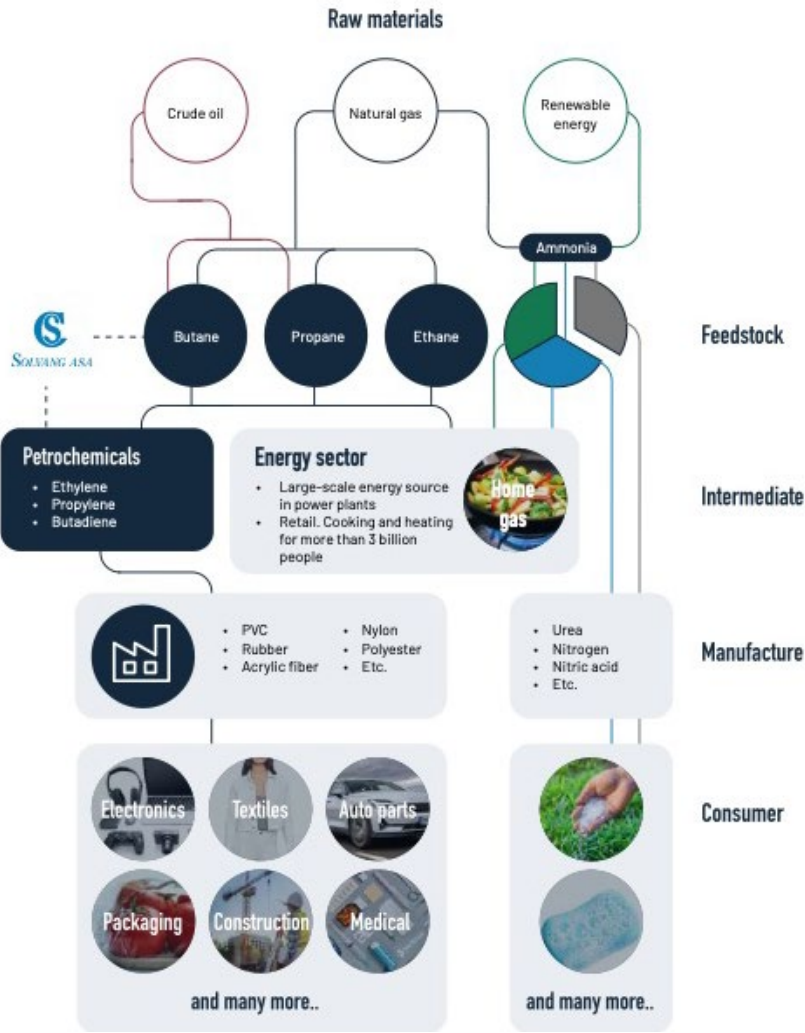 Raw materials
Crude oil
Natural gas
Renewable
energy
Ammonia
Butane
Propane
Ethane
Feedstock
CS
SOLVANG ASA
Petrochemicals
• Ethylene
• Propylene
• Butadiene
Energy sector
• Large-scale energy source
in power plants
• Retail. Cooking and heating
for more than 3 billion
people
Home
gas
Intermediate
• PVC
• Rubber
• Acrylic fiber
• Nylon
• Polyester
• Etc.
• Urea
• Nitrogen
• Nitric acid
• Etc.
Manufacture
Electronics
Textiles
Auto parts
Packaging
Construction
Medical
and many more..
and many more..
Consumer